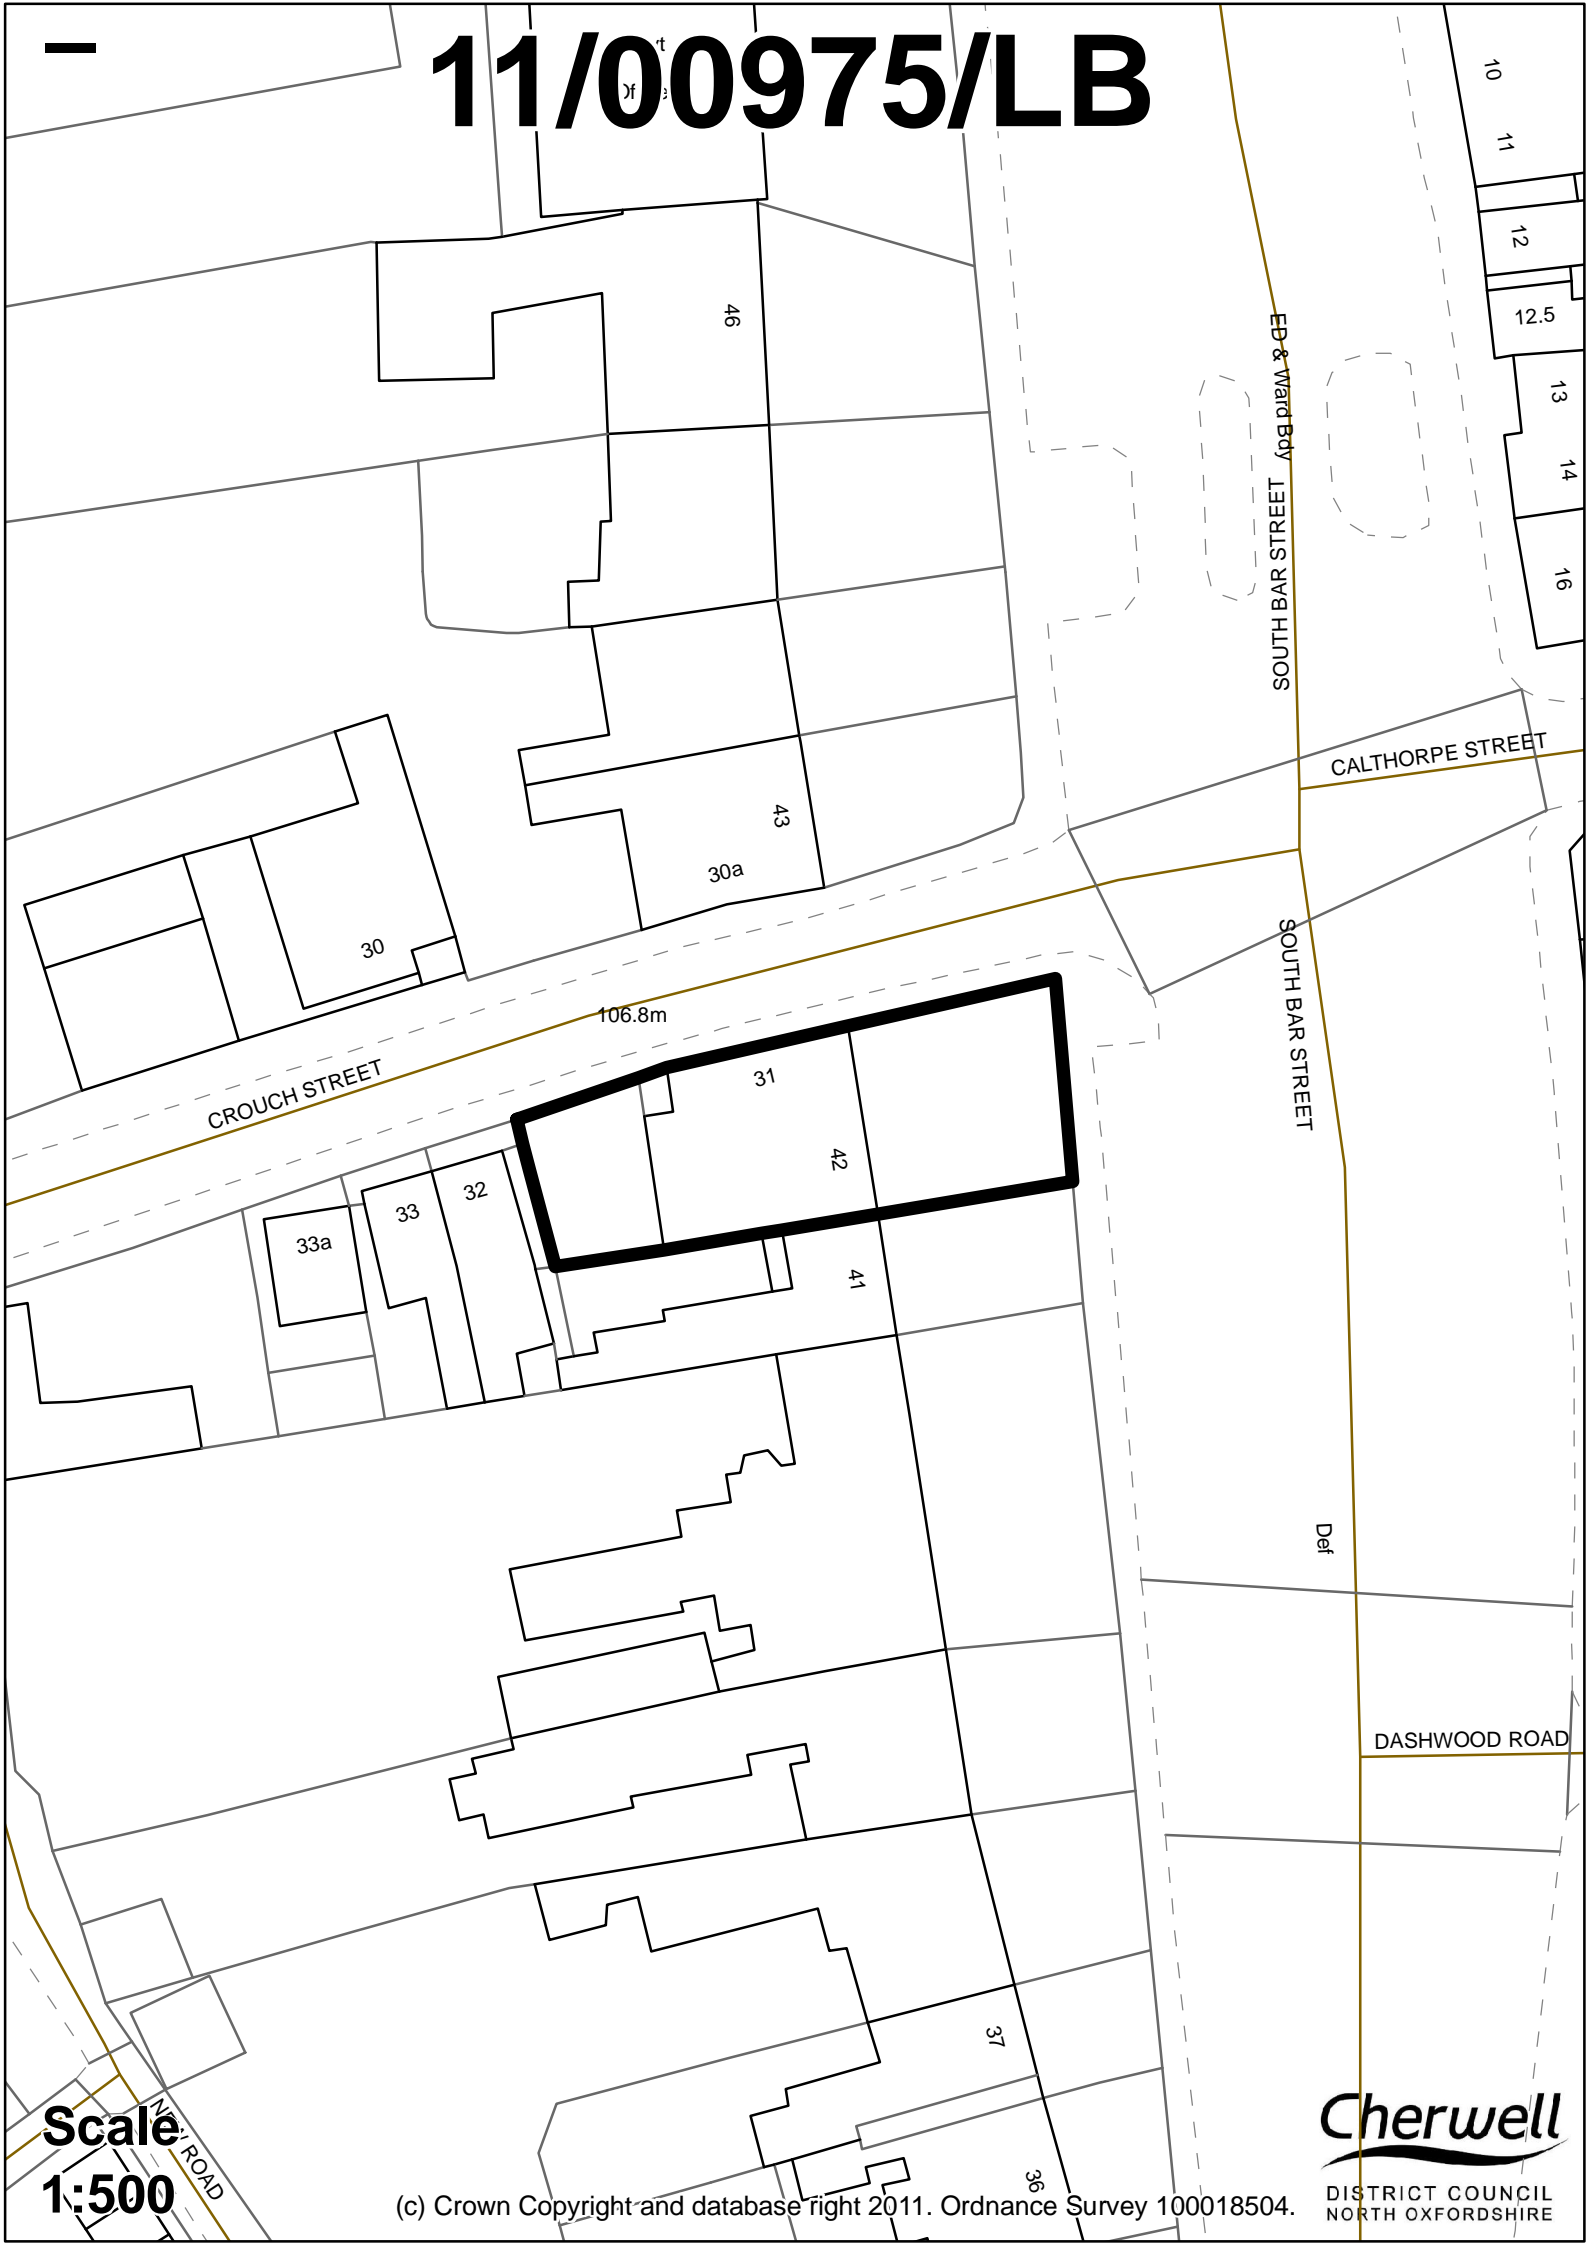 11/00975/LB
10
11
12
12.5
13
14
16
46
ED & Ward Bdy
SOUTH BAR STREET
CALTHORPE STREET
43
30a
30
SOUTH BAR STREET
106.8m
CROUCH STREET
31
42
32
33
33a
41
Def
DASHWOOD ROAD
37
36
NEW ROAD
Scale
1:500
(c) Crown Copyright and database right 2011. Ordnance Survey 100018504.
Cherwell
DISTRICT COUNCIL
NORTH OXFORDSHIRE